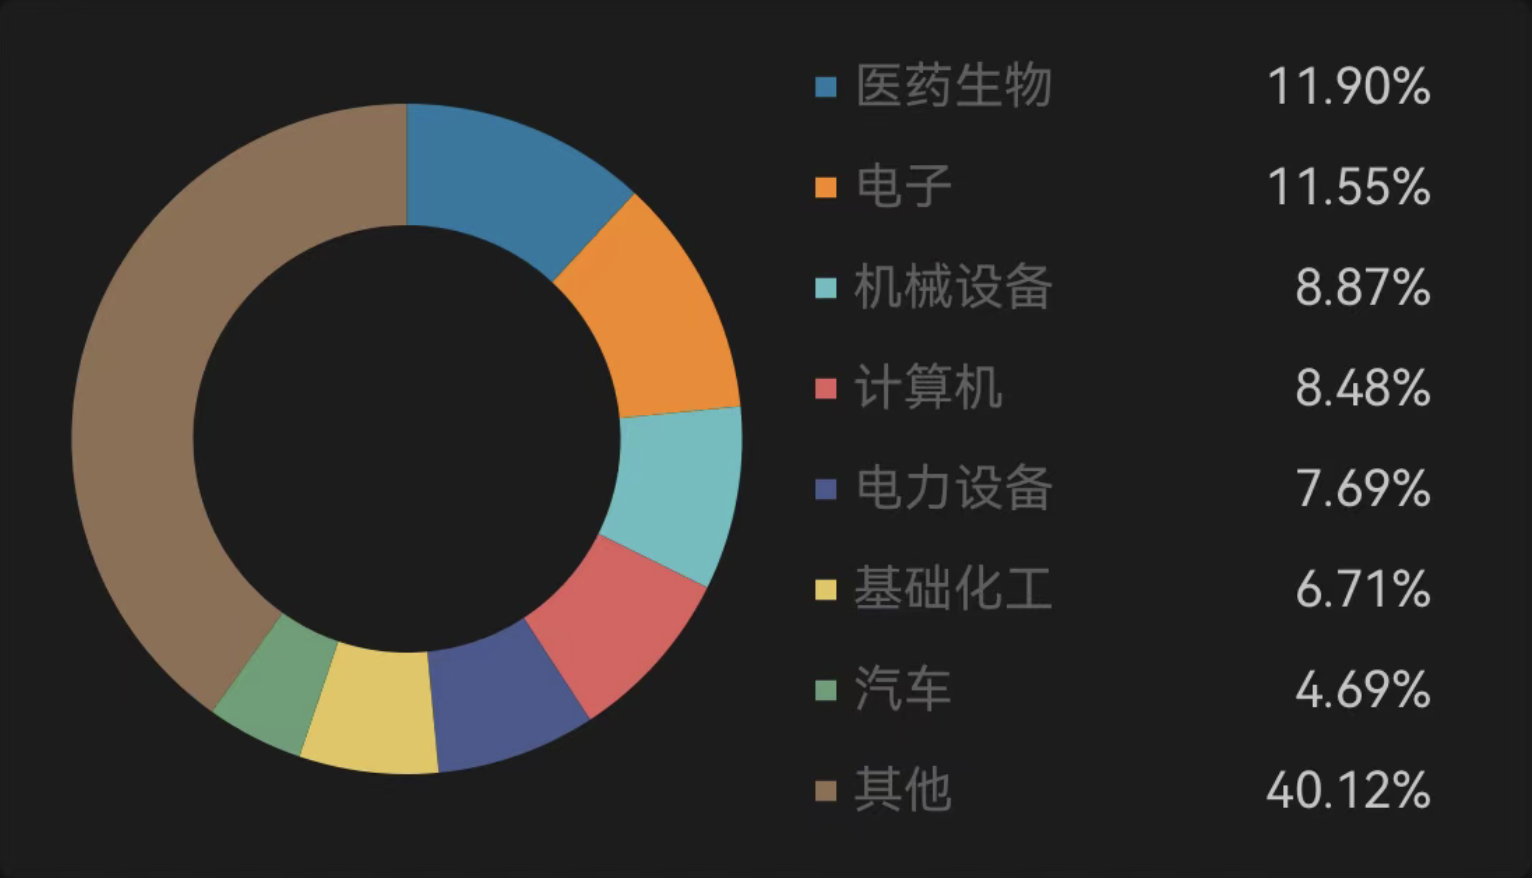 医药生物 11.90%
电子 11.55%
机械设备 8.87%
计算机 8.48%
电力设备 7.69%
基础化工 6.71%
汽车 4.69%
其他 40.12%